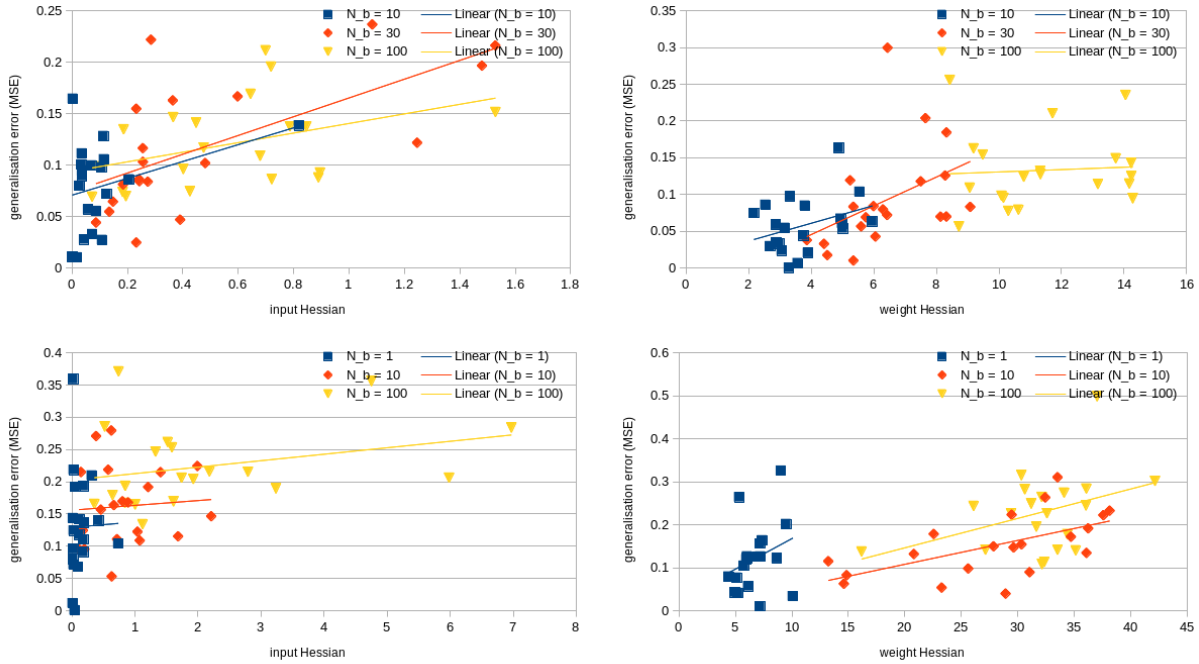 0.25
0.2
0.15
0.1
0.05
0
generalisation error (MSE)
N_b = 10
Linear (N_b = 10)
N_b = 30
Linear (N_b = 30)
N_b = 100
Linear (N_b = 100)
0 0.2 0.4 0.6 0.8 1 1.2 1.4 1.6 1.8
input Hessian
0.35
0.3
0.25
0.2
0.15
0.1
0.05
0
generalisation error (MSE)
N_b = 10
Linear (N_b = 10)
N_b = 30
Linear (N_b = 30)
N_b = 100
Linear (N_b = 100)
0 2 4 6 8 10 12 14 16
weight Hessian
0.4
0.35
0.3
0.25
0.2
0.15
0.1
0.05
0
generalisation error (MSE)
N_b = 1
Linear (N_b = 1)
N_b = 10
Linear (N_b = 10)
N_b = 100
Linear (N_b = 100)
0 1 2 3 4 5 6 7 8
input Hessian
0.6
0.5
0.4
0.3
0.2
0.1
0
generalisation error (MSE)
N_b = 1
Linear (N_b = 1)
N_b = 10
Linear (N_b = 10)
N_b = 100
Linear (N_b = 100)
0 5 10 15 20 25 30 35 40 45
weight Hessian